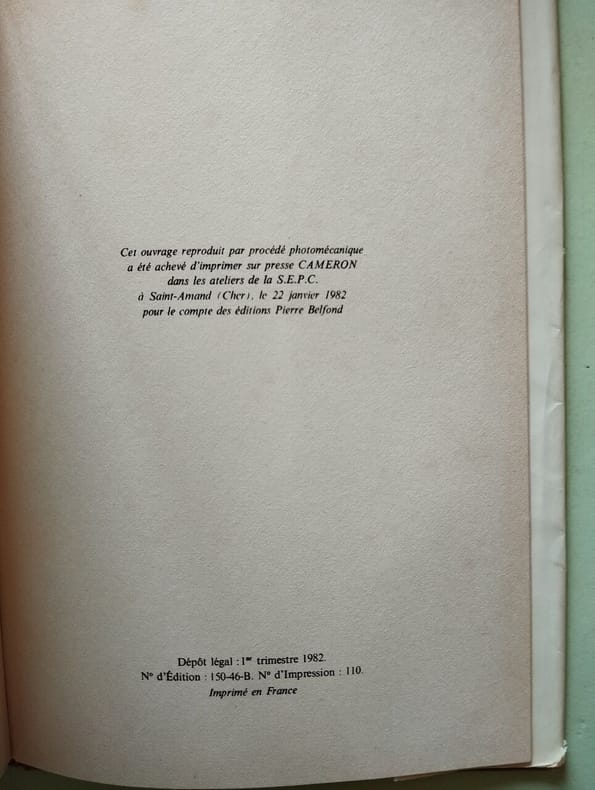 Cet ouvrage reproduit par procédé photomécanique
a été achevé d'imprimer sur presse CAMERON
dans les ateliers de la S.E.P.C.
à Saint-Amand (Cher), le 22 janvier 1982
pour le compte des éditions Pierre Belfond
Dépôt légal : 1er trimestre 1982.
N° d'Édition : 150-46-B. N° d'Impression : 110.
Imprimé en France